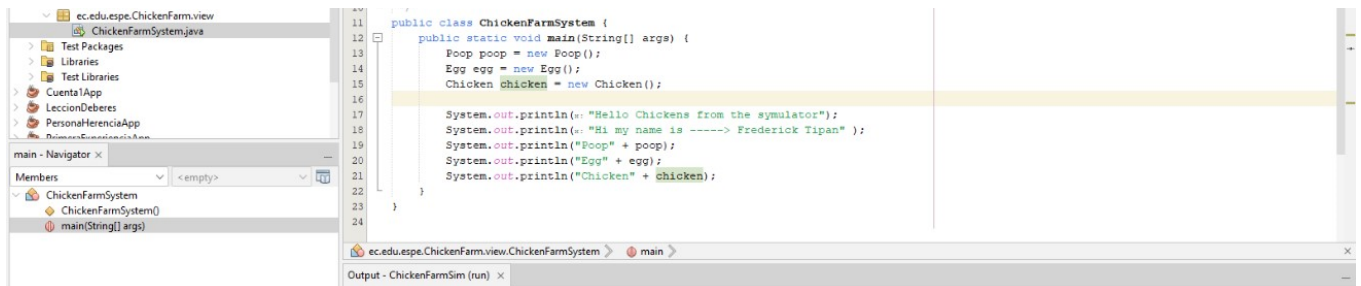 ec.edu.espe.ChickenFarm.view
ChickenFarmSystem.java
Test Packages
Libraries
Test Libraries
Cuenta1App
LeccionDeberes
PersonaHerenciaApp
PrimeraExperienciaApp
main - Navigator ×
Members
<empty>
ChickenFarmSystem
ChickenFarmSystem()
main(String[] args)
10
11 public class ChickenFarmSystem {
12 public static void main(String[] args) {
13 Poop poop = new Poop();
14 Egg egg = new Egg();
15 Chicken chicken = new Chicken();
16
17 System.out.println(x: "Hello Chickens from the symulator");
18 System.out.println(x: "Hi my name is -----> Frederick Tipan" );
19 System.out.println("Poop" + poop);
20 System.out.println("Egg" + egg);
21 System.out.println("Chicken" + chicken);
22 }
23 }
24
ec.edu.espe.ChickenFarm.view.ChickenFarmSystem > main >
Output - ChickenFarmSim (run) ×